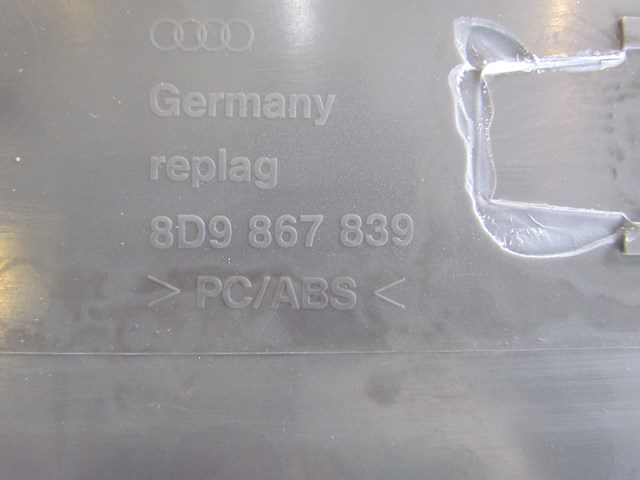 Germany
replag
8D9 867 839
> PC/ABS <